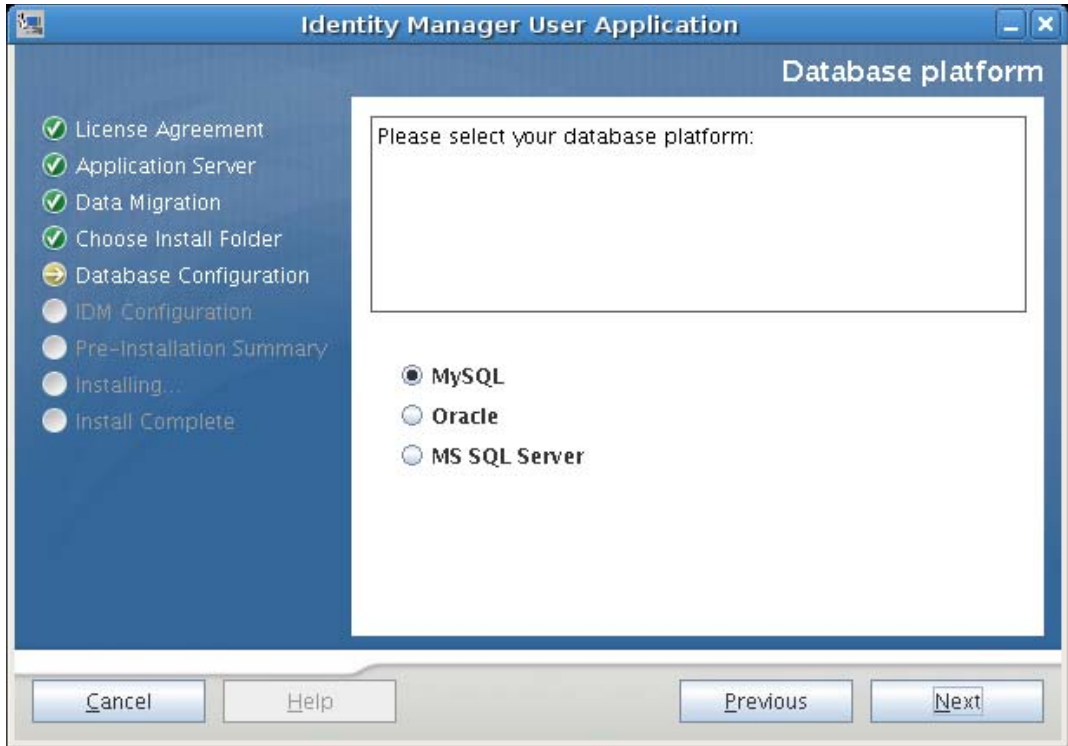 Identity Manager User Application
Database platform
License Agreement
Application Server
Data Migration
Choose Install Folder
Database Configuration
IDM Configuration
Pre-Installation Summary
Installing...
Install Complete
Please select your database platform:
MySQL
Oracle
MS SQL Server
Cancel
Help
Previous
Next